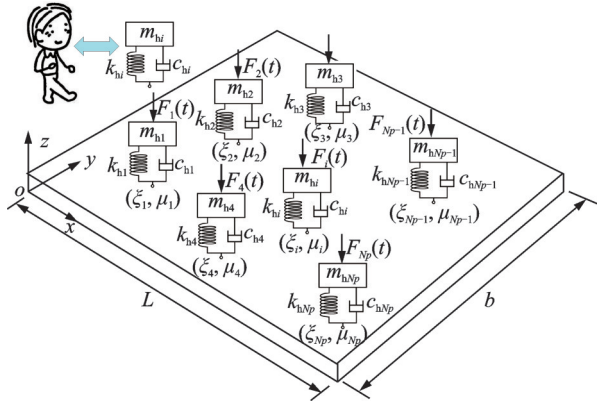 m_hi
k_hi
c_hi
F_1(t)
m_h1
k_h1
c_h1
(ξ_1, μ_1)
F_2(t)
m_h2
k_h2
c_h2
(ξ_2, μ_2)
m_h3
k_h3
c_h3
(ξ_3, μ_3)
F_4(t)
m_h4
k_h4
c_h4
(ξ_4, μ_4)
F_i(t)
m_hi
k_hi
c_hi
(ξ_i, μ_i)
F_Np-1(t)
m_hNp-1
k_hNp-1
c_hNp-1
(ξ_Np-1, μ_Np-1)
F_Np(t)
m_hNp
k_hNp
c_hNp
(ξ_Np, μ_Np)
z
y
o
x
L
b